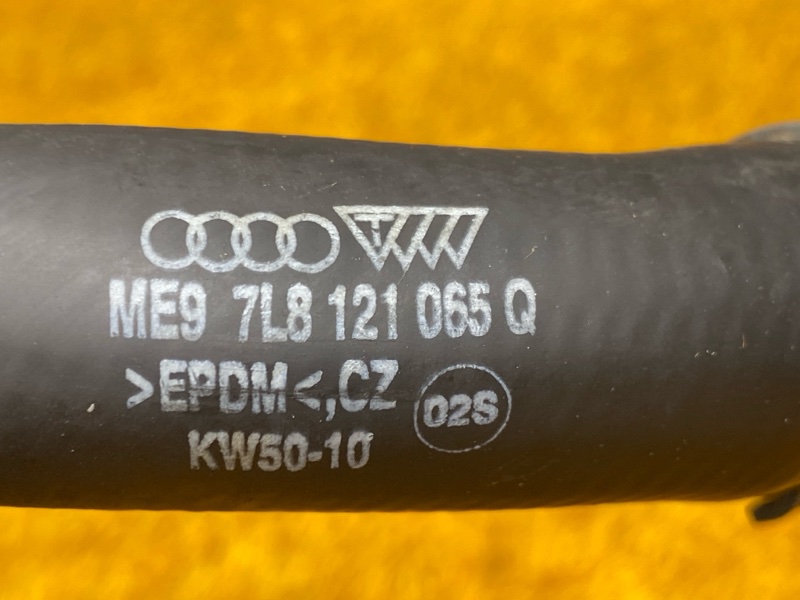 ME9 7L8 121 065 Q
>EPDM<,CZ 02S
KW50-10